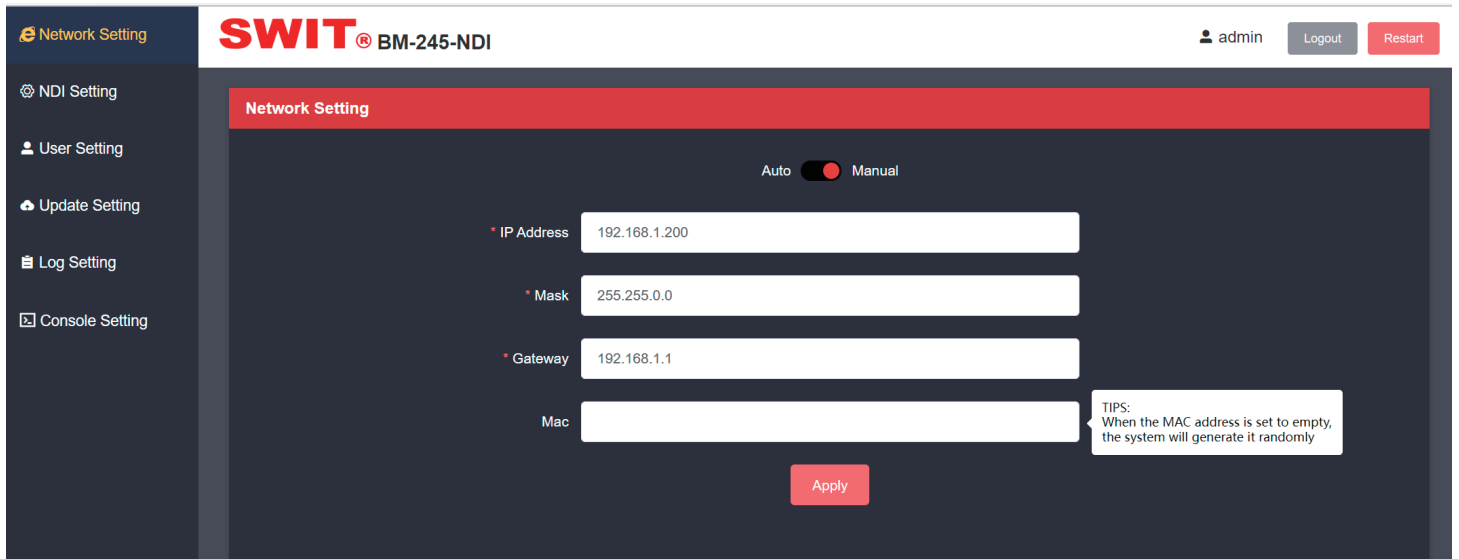 Network Setting
NDI Setting
User Setting
Update Setting
Log Setting
Console Setting
SWIT® BM-245-NDI
admin
Logout
Restart
Network Setting
Auto Manual
* IP Address 192.168.1.200
* Mask 255.255.0.0
* Gateway 192.168.1.1
Mac
TIPS:
When the MAC address is set to empty,
the system will generate it randomly
Apply